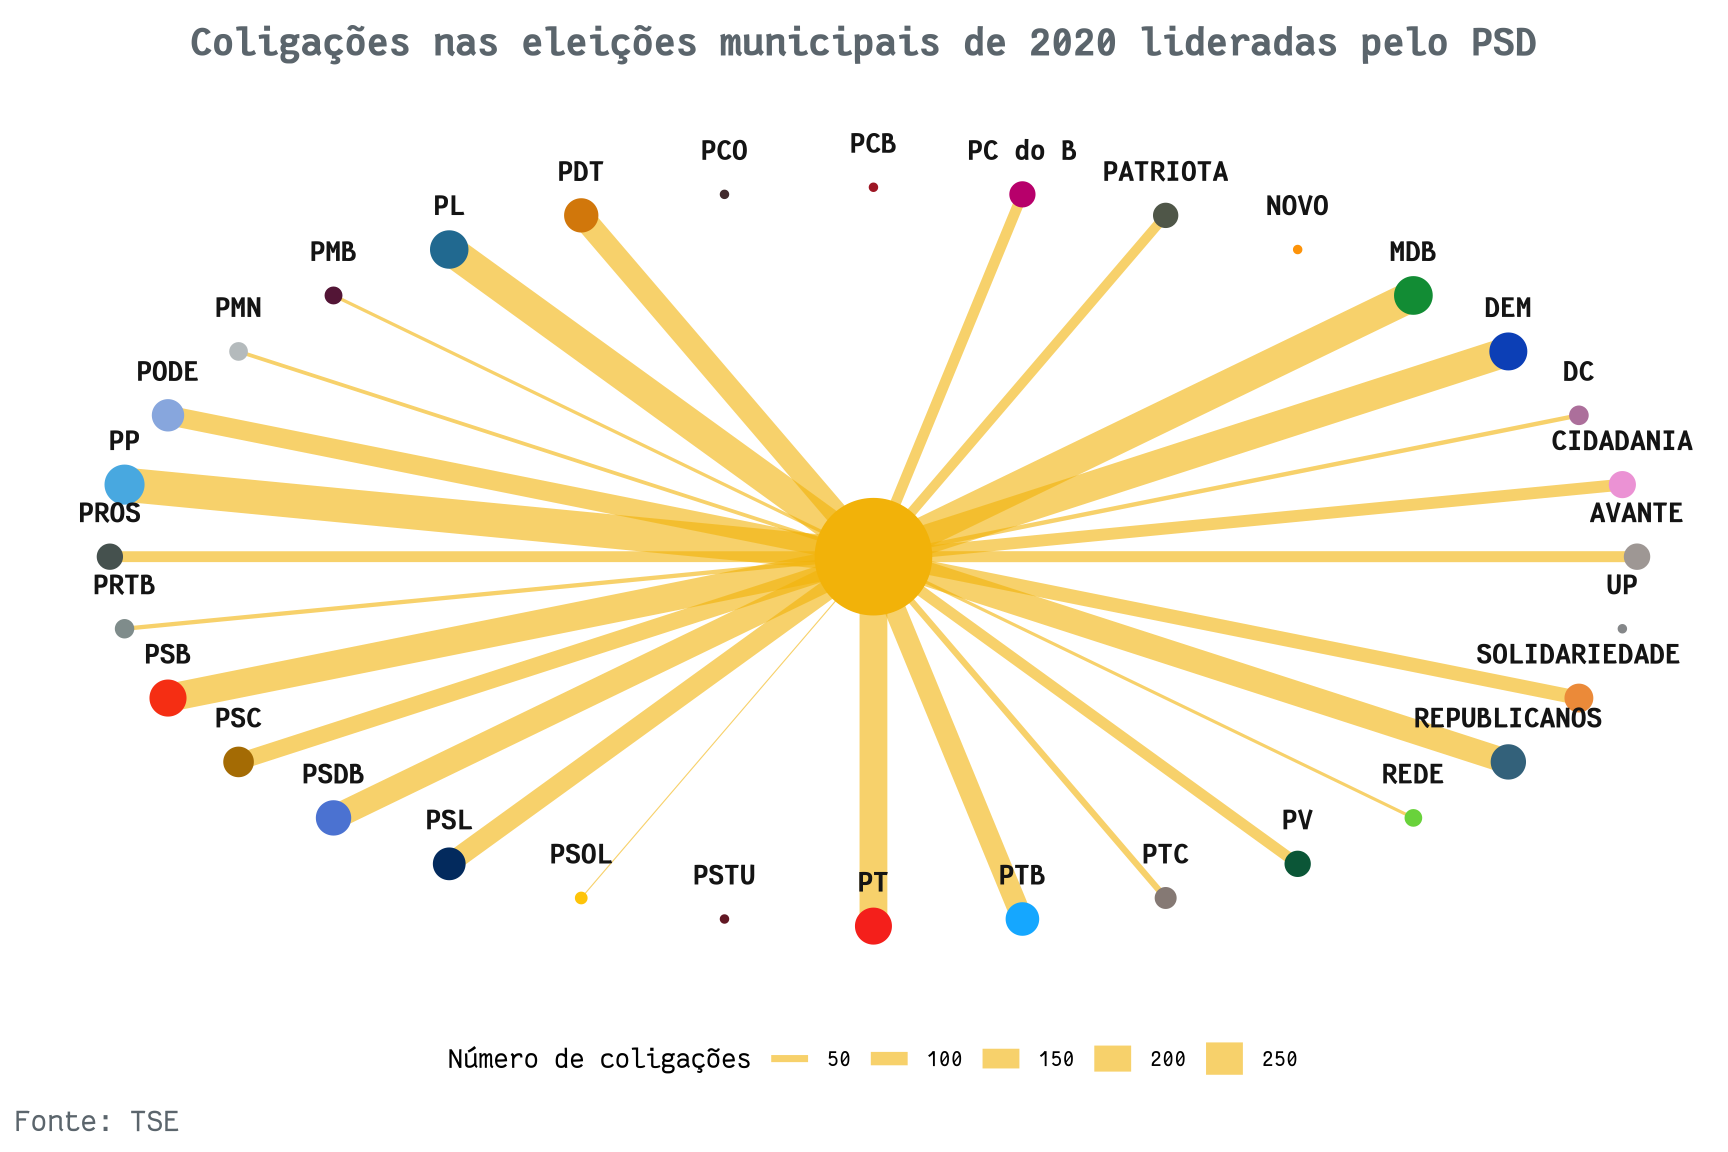 Coligações nas eleições municipais de 2020 lideradas pelo PSD
PCB
PCO
PC do B
PDT
PATRIOTA
PL
NOVO
PMB
MDB
PMN
DEM
PODE
DC
PP
CIDADANIA
PROS
AVANTE
PRTB
UP
PSB
SOLIDARIEDADE
PSC
REPUBLICANOS
PSDB
REDE
PSL
PV
PSOL
PTC
PSTU
PTB
PT
Número de coligações 50 100 150 200 250
Fonte: TSE